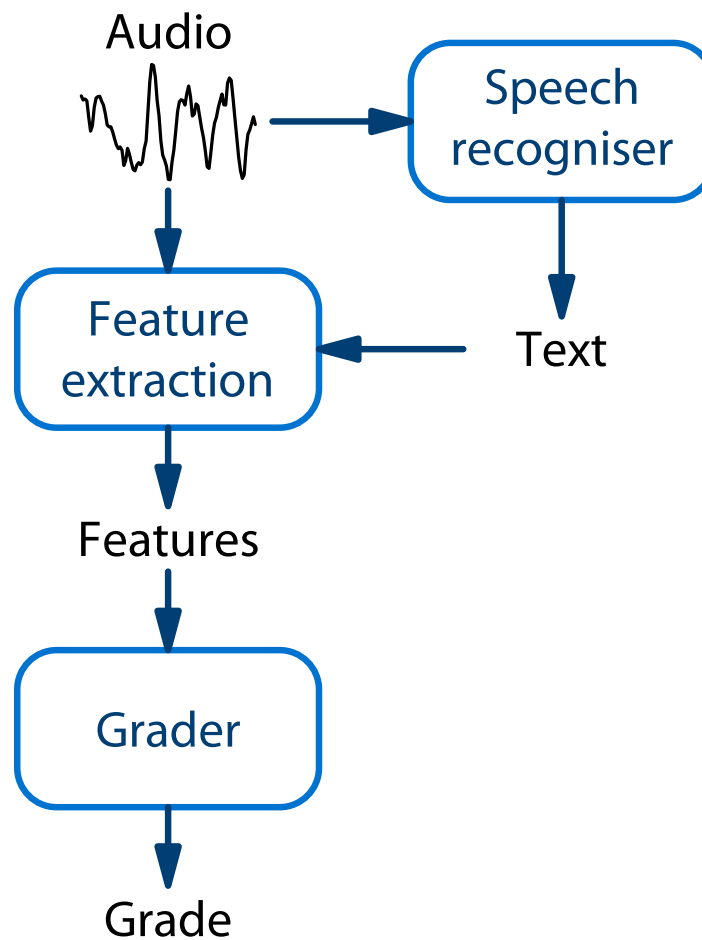 Audio
Speech
recogniser
Feature
extraction
Text
Features
Grader
Grade